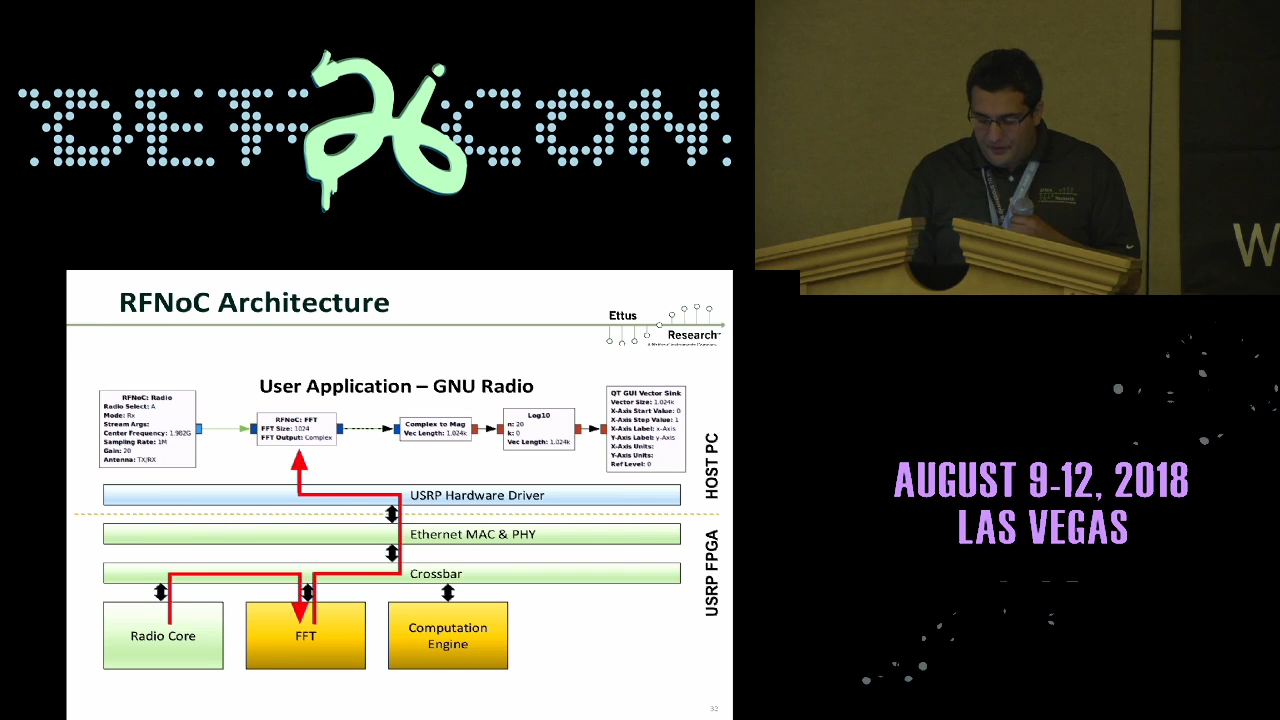 DEF CON 26
W
RFNoC Architecture
Ettus
Research
User Application – GNU Radio
RFNoC: Radio
Radio Select: A
Mode: Rx
Stream Args:
Center Frequency: 1.982G
Sampling Rate: 1M
Gain: 20
Antenna: TX/RX
RFNoC: FFT
FFT Size: 1024
FFT Output: Complex
Complex to Mag
Vec Length: 1.024k
Log10
n: 20
k: 0
Vec Length: 1.024k
QT GUI Vector Sink
Vector Size: 1.024k
X-Axis Start Value: 0
X-Axis Step Value: 1
X-Axis Label: x-Axis
Y-Axis Label: y-Axis
X-Axis Units:
Y-Axis Units:
Ref Level: 0
HOST PC
USRP Hardware Driver
Ethernet MAC & PHY
Crossbar
USRP FPGA
Radio Core
FFT
Computation
Engine
32
AUGUST 9-12, 2018
LAS VEGAS